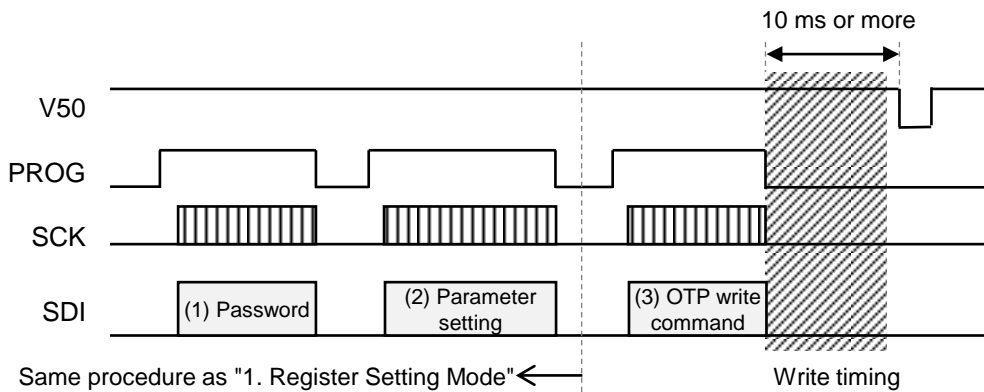 10 ms or more
V50
PROG
SCK
SDI
(1) Password
(2) Parameter
setting
(3) OTP write
command
Same procedure as "1. Register Setting Mode"
Write timing